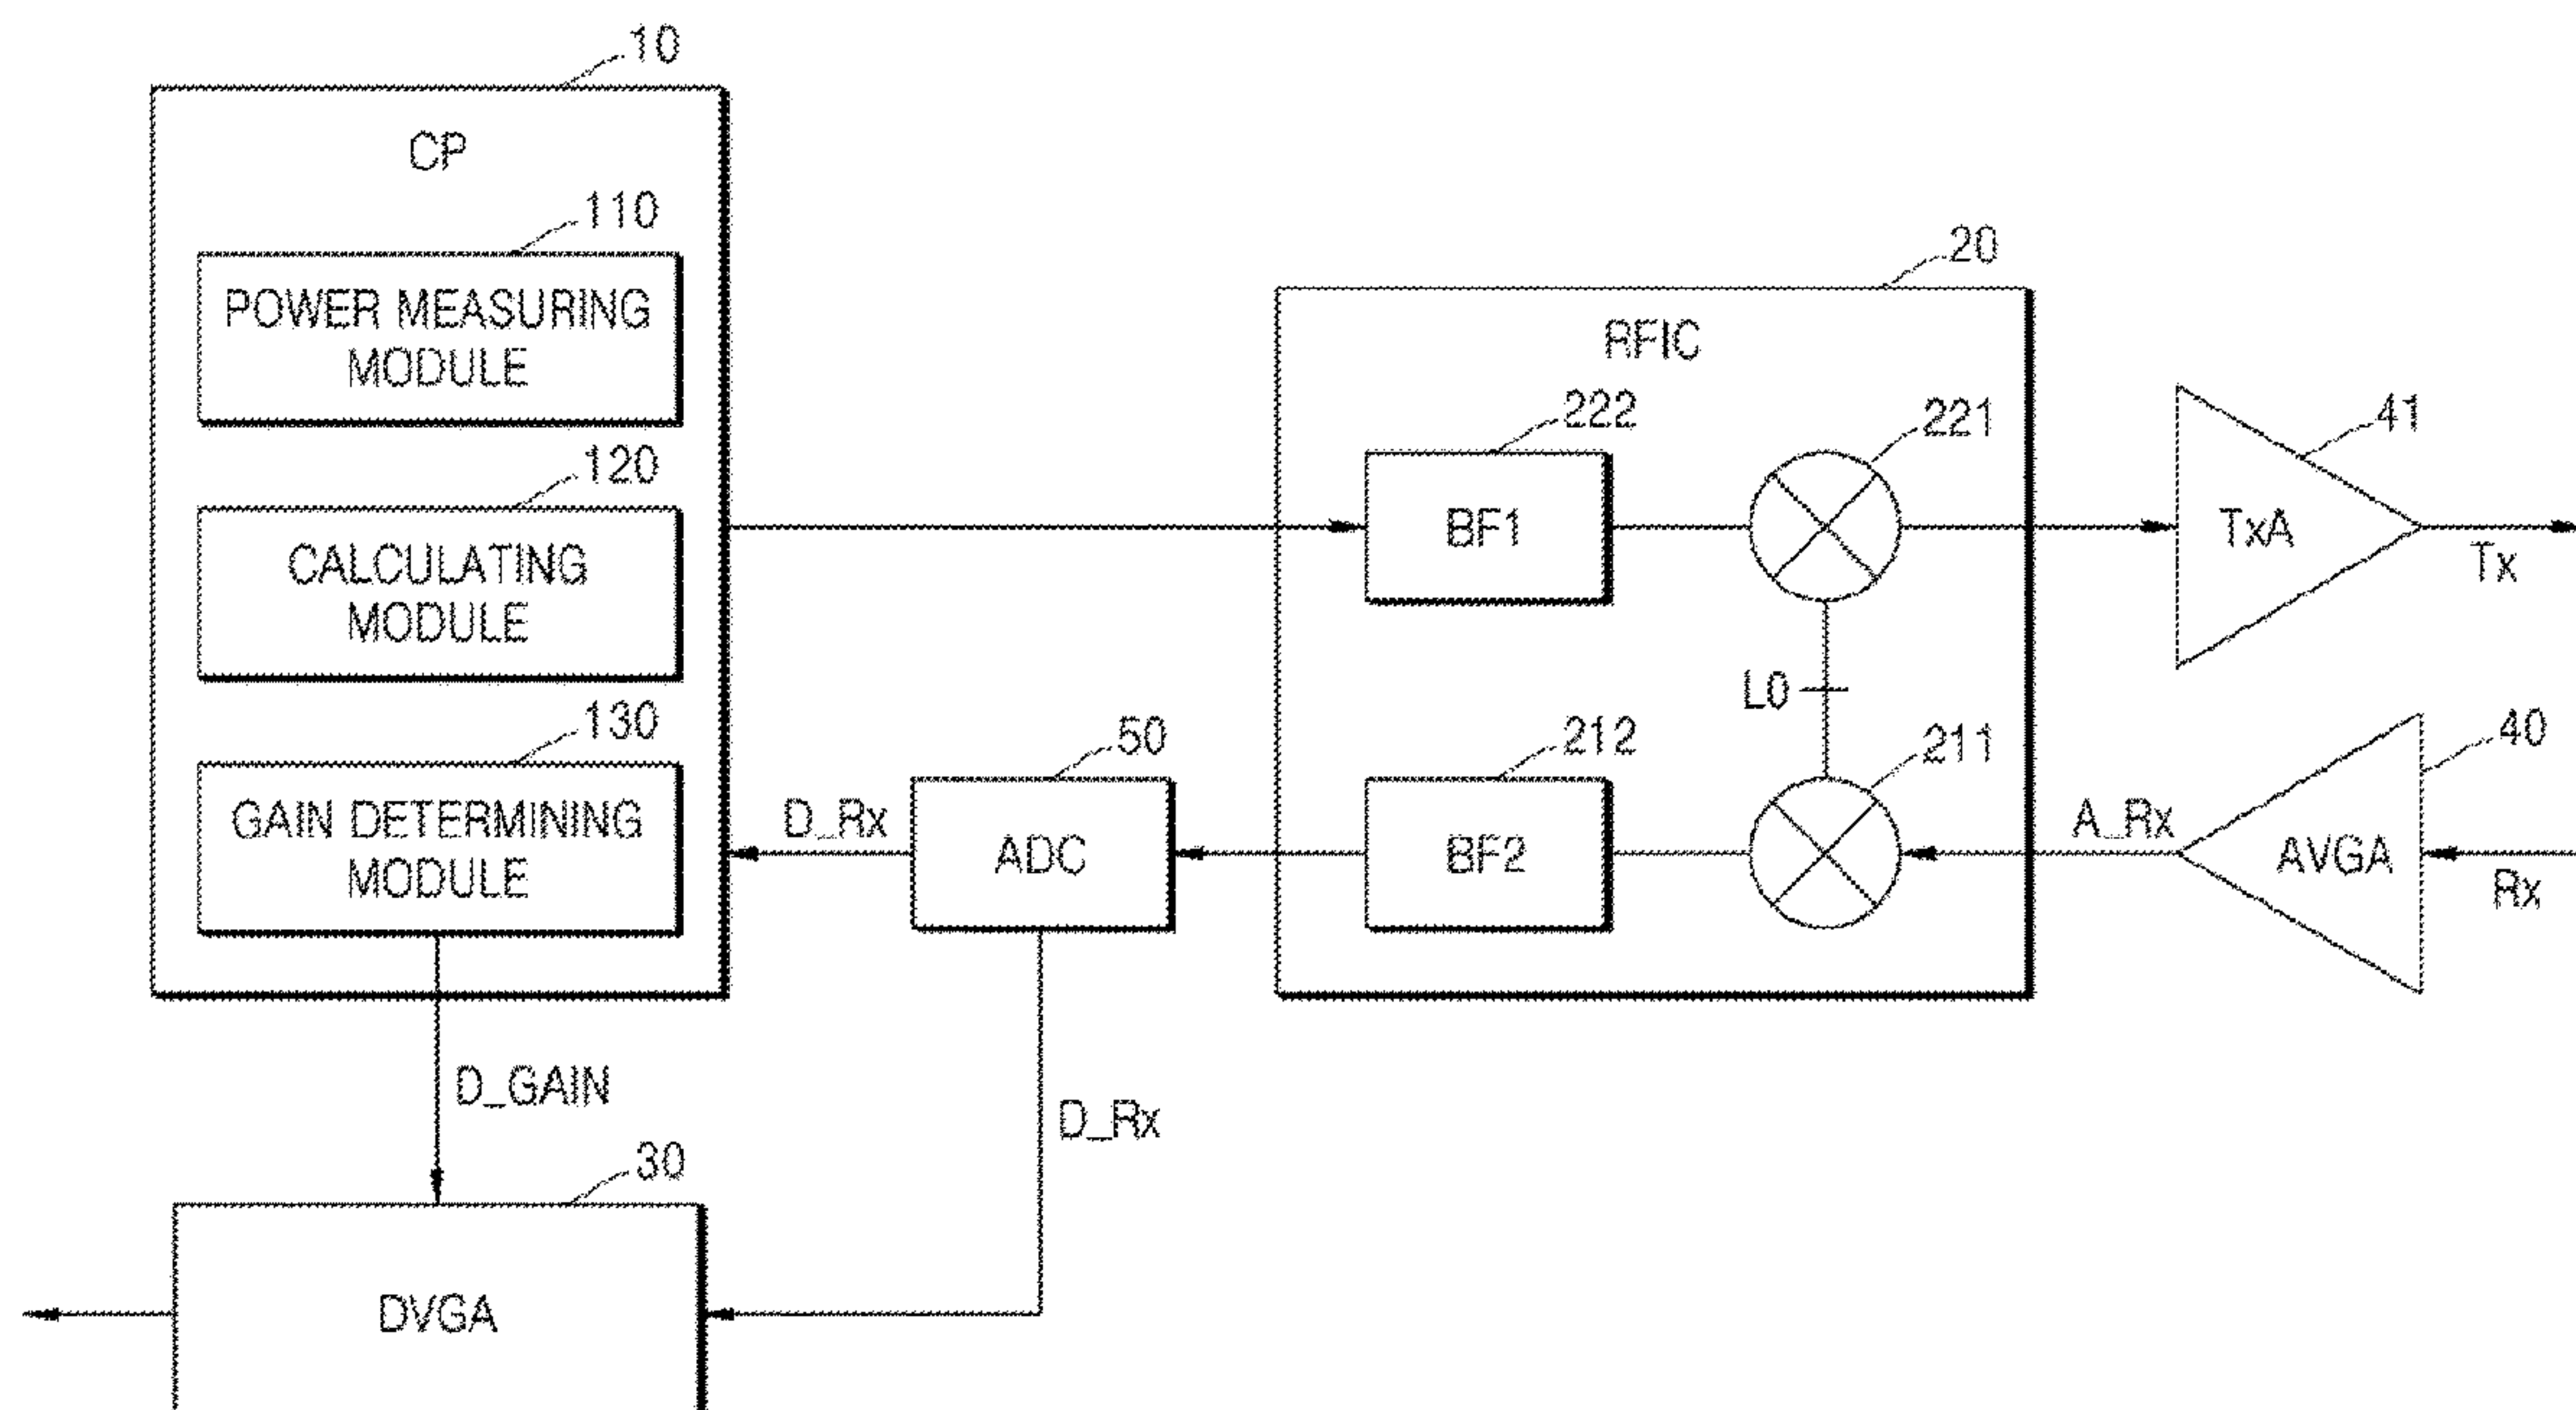 10
CP
110
POWER MEASURING
MODULE
120
CALCULATING
MODULE
130
GAIN DETERMINING
MODULE
20
RFIC
222
BF1
221
41
TxA
Tx
L0
50
ADC
D_Rx
212
BF2
211
A_Rx
40
AVGA
Rx
D_GAIN
D_Rx
30
DVGA